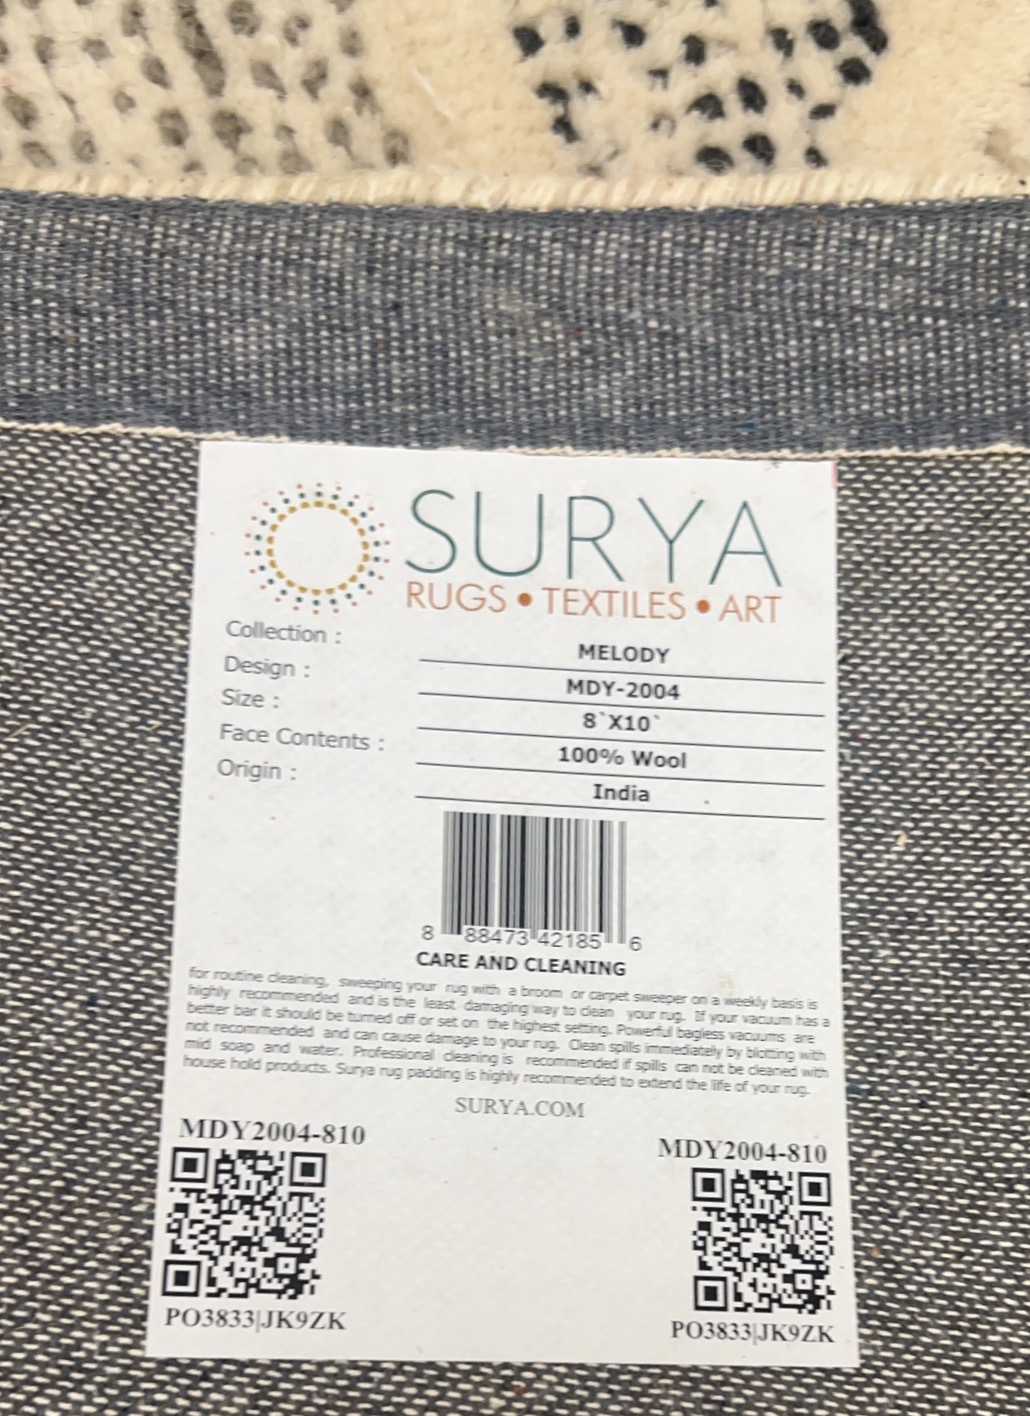 SURYA
RUGS • TEXTILES • ART
Collection : MELODY
Design : MDY-2004
Size : 8`X10`
Face Contents : 100% Wool
Origin : India
8 88473 42185 6
CARE AND CLEANING
for routine cleaning, sweeping your rug with a broom or carpet sweeper on a weekly basis is
highly recommended and is the least damaging way to clean your rug. If your vacuum has a
better bar it should be turned off or set on the highest setting. Powerful bagless vacuums are
not recommended and can cause damage to your rug. Clean spills immediately by blotting with
mid soap and water. Professional cleaning is recommended if spills can not be cleaned with
house hold products. Surya rug padding is highly recommended to extend the life of your rug.
SURYA.COM
MDY2004-810
PO3833|JK9ZK
MDY2004-810
PO3833|JK9ZK